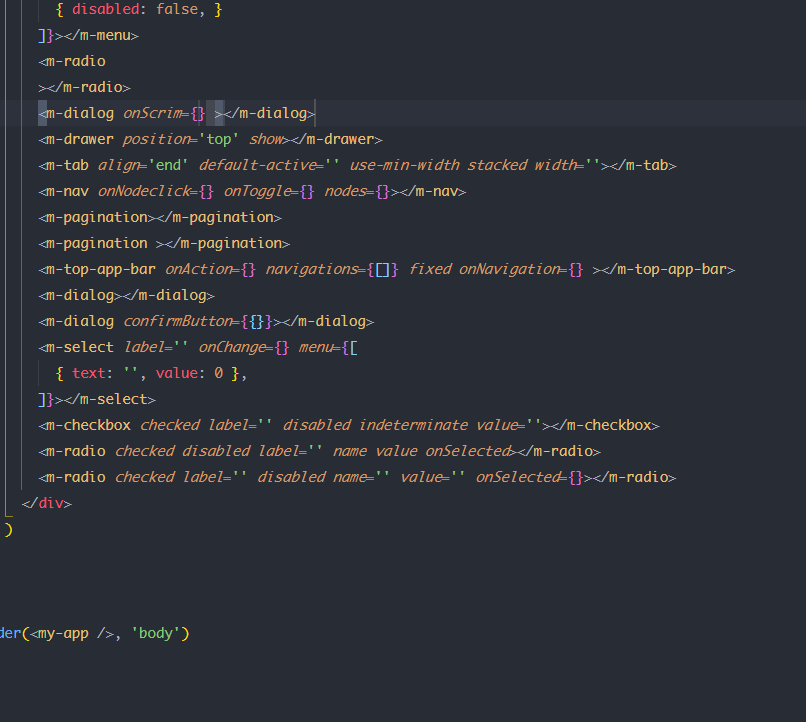 { disabled: false, }
]}></m-menu>
<m-radio
></m-radio>
<m-dialog onScrim={} ></m-dialog>
<m-drawer position='top' show></m-drawer>
<m-tab align='end' default-active='' use-min-width stacked width=''></m-tab>
<m-nav onNodeclick={} onToggle={} nodes={}></m-nav>
<m-pagination></m-pagination>
<m-pagination ></m-pagination>
<m-top-app-bar onAction={} navigations={[]} fixed onNavigation={} ></m-top-app-bar>
<m-dialog></m-dialog>
<m-dialog confirmButton={{}}></m-dialog>
<m-select label='' onChange={} menu={[
{ text: '', value: 0 },
]}></m-select>
<m-checkbox checked label='' disabled indeterminate value=''></m-checkbox>
<m-radio checked disabled label='' name value onSelected></m-radio>
<m-radio checked label='' disabled name='' value='' onSelected={}></m-radio>
</div>
)
der(<my-app />, 'body')